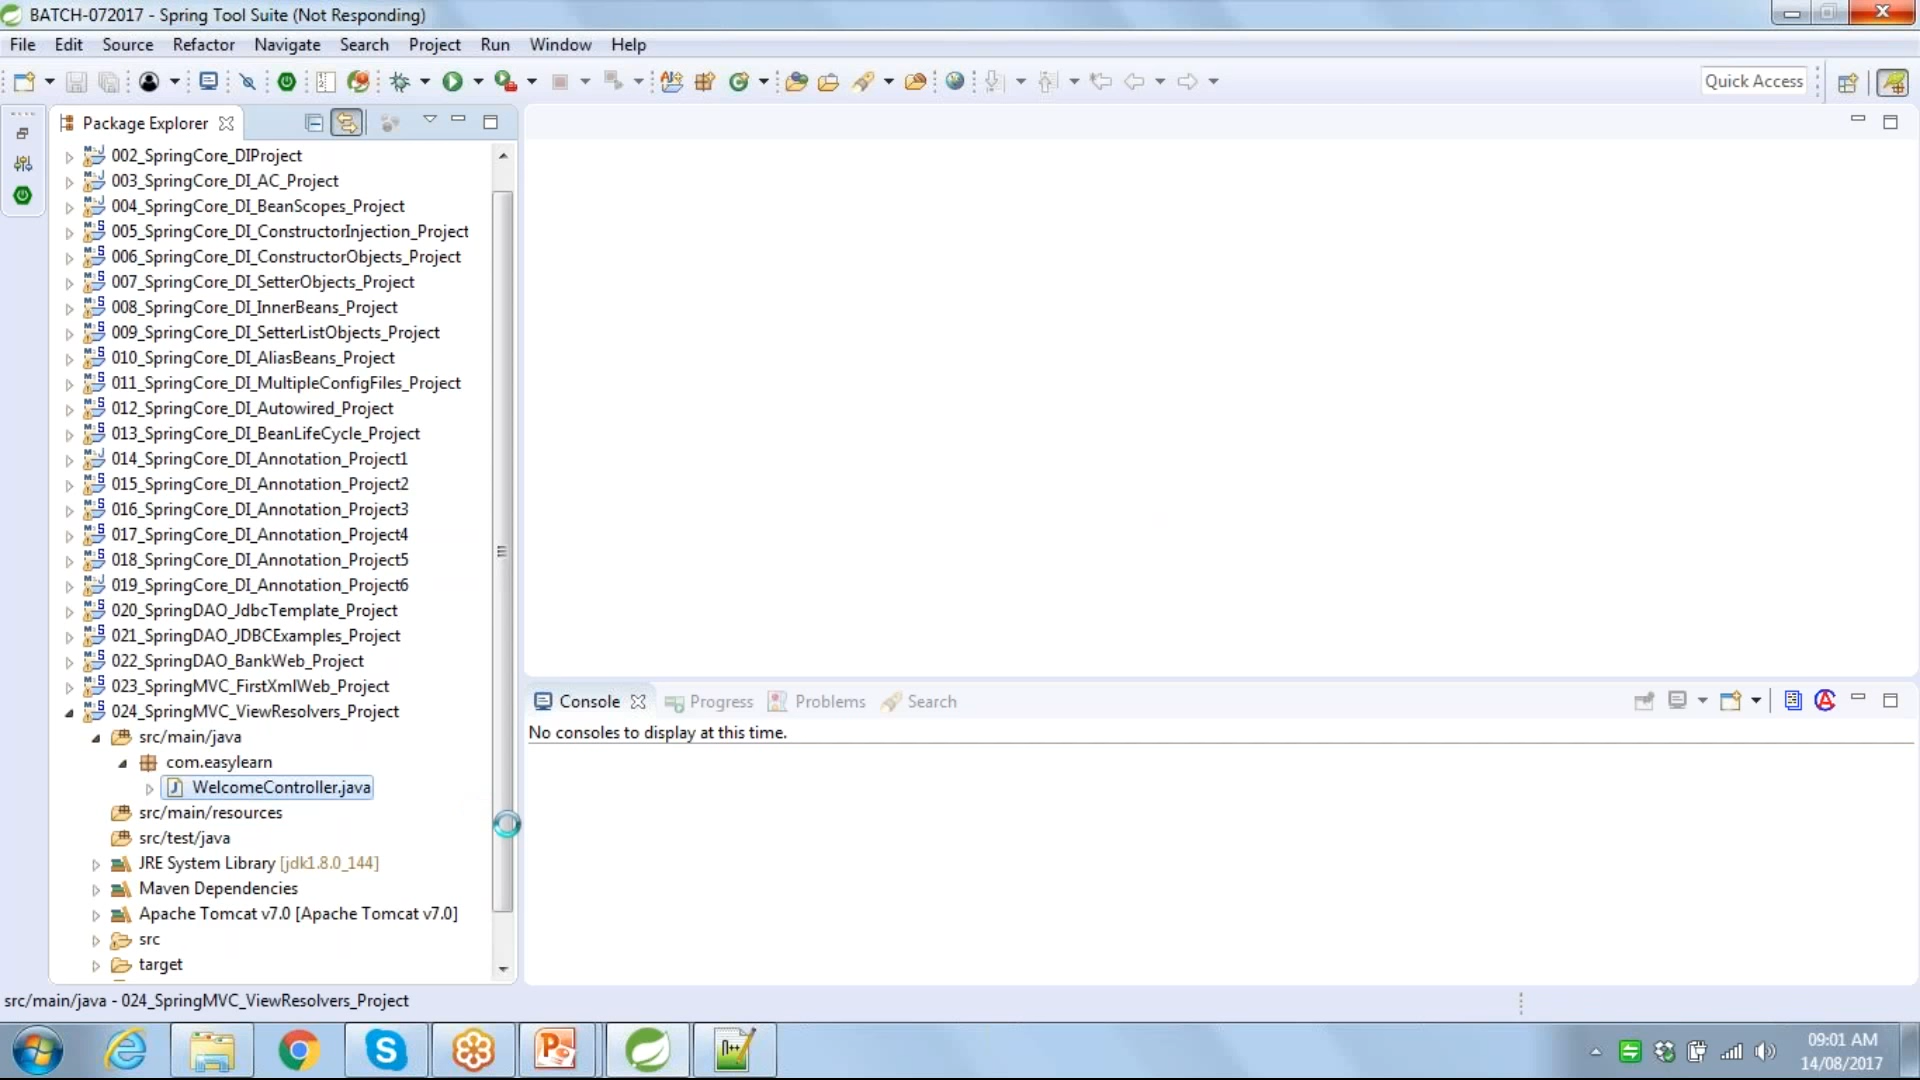 BATCH-072017 - Spring Tool Suite (Not Responding)
File Edit Source Refactor Navigate Search Project Run Window Help
Quick Access
Package Explorer
002_SpringCore_DIProject
003_SpringCore_DI_AC_Project
004_SpringCore_DI_BeanScopes_Project
005_SpringCore_DI_ConstructorInjection_Project
006_SpringCore_DI_ConstructorObjects_Project
007_SpringCore_DI_SetterObjects_Project
008_SpringCore_DI_InnerBeans_Project
009_SpringCore_DI_SetterListObjects_Project
010_SpringCore_DI_AliasBeans_Project
011_SpringCore_DI_MultipleConfigFiles_Project
012_SpringCore_DI_Autowired_Project
013_SpringCore_DI_BeanLifeCycle_Project
014_SpringCore_DI_Annotation_Project1
015_SpringCore_DI_Annotation_Project2
016_SpringCore_DI_Annotation_Project3
017_SpringCore_DI_Annotation_Project4
018_SpringCore_DI_Annotation_Project5
019_SpringCore_DI_Annotation_Project6
020_SpringDAO_JdbcTemplate_Project
021_SpringDAO_JDBCExamples_Project
022_SpringDAO_BankWeb_Project
023_SpringMVC_FirstXmlWeb_Project
024_SpringMVC_ViewResolvers_Project
src/main/java
com.easylearn
WelcomeController.java
src/main/resources
src/test/java
JRE System Library [jdk1.8.0_144]
Maven Dependencies
Apache Tomcat v7.0 [Apache Tomcat v7.0]
src
target
Console Progress Problems Search
No consoles to display at this time.
src/main/java - 024_SpringMVC_ViewResolvers_Project
09:01 AM
14/08/2017